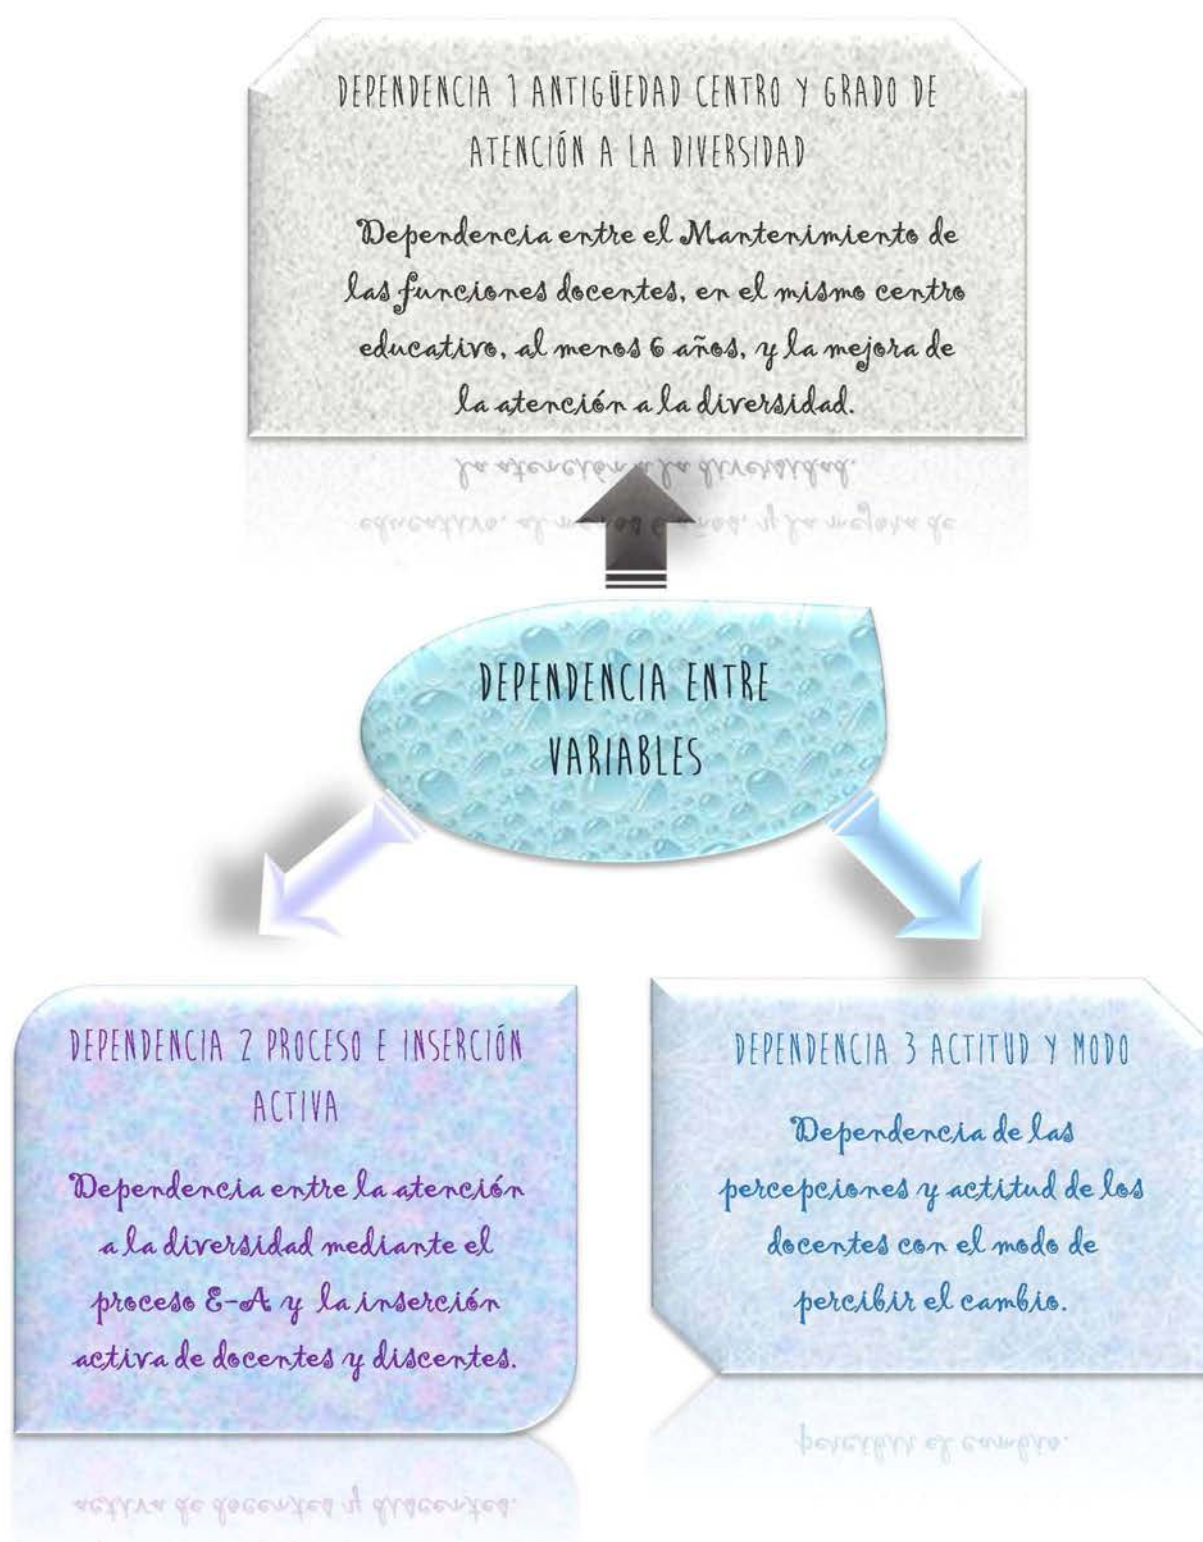 DEPENDENCIA 1 ANTIGÜEDAD CENTRO Y GRADO DE
ATENCIÓN A LA DIVERSIDAD
Dependencia entre el Mantenimiento de
las funciones docentes, en el mismo centro
educativo, al menos 6 años, y la mejora de
la atención a la diversidad.
DEPENDENCIA ENTRE
VARIABLES
DEPENDENCIA 2 PROCESO E INSERCIÓN
ACTIVA
Dependencia entre la atención
a la diversidad mediante el
proceso E-A y la inserción
activa de docentes y discentes.
DEPENDENCIA 3 ACTITUD Y MODO
Dependencia de las
percepciones y actitud de los
docentes con el modo de
percibir el cambio.